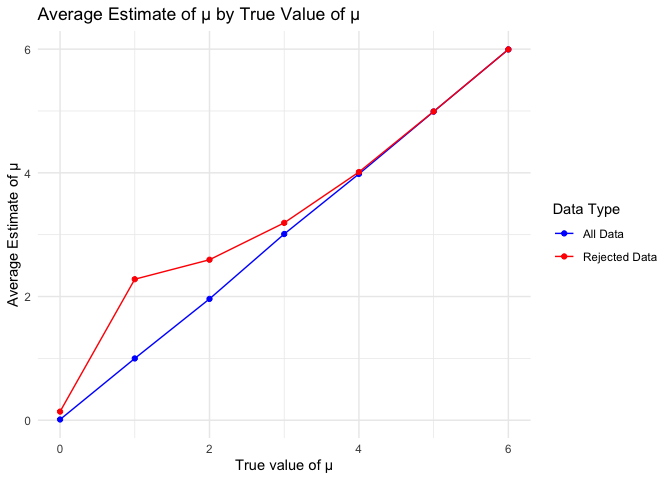 Average Estimate of μ by True Value of μ
Average Estimate of μ
6
4
2
0
0
2
4
6
True value of μ
Data Type
All Data
Rejected Data